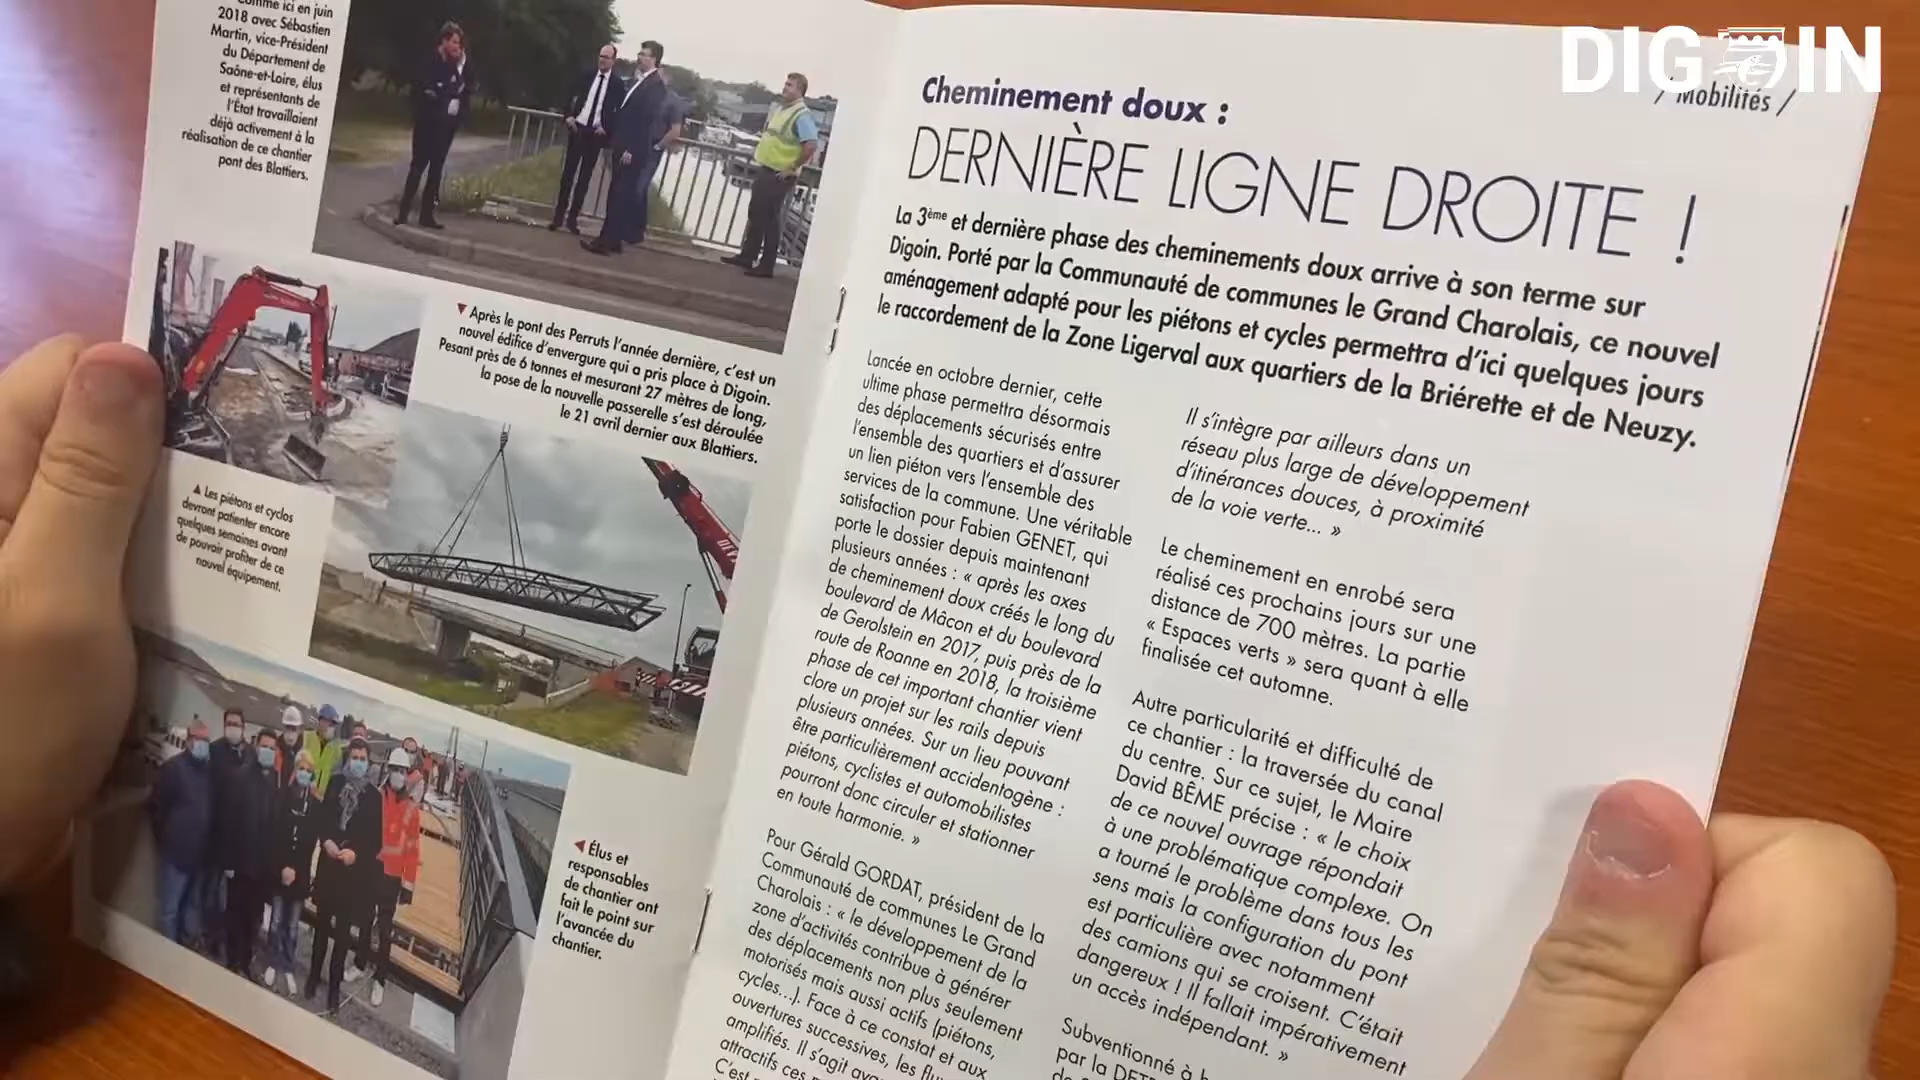 Comme ici en juin
2018 avec Sébastien
Martin, vice-Président
du Département de
Saône-et-Loire, élus
et représentants de
l'État travaillaient
déjà activement à la
réalisation de ce chantier
pont des Blattiers.
▼ Après le pont des Perruts l'année dernière, c'est un
nouvel édifice d'envergure qui a pris place à Digoin.
Pesant près de 6 tonnes et mesurant 27 mètres de long,
la pose de la nouvelle passerelle s'est déroulée
le 21 avril dernier aux Blattiers.
▲ Les piétons et cyclos
devront patienter encore
quelques semaines avant
de pouvoir profiter de ce
nouvel équipement.
◀ Élus et
responsables
de chantier ont
fait le point sur
l'avancée du
chantier.
DIGOIN
/ Mobilités /
Cheminement doux :
DERNIÈRE LIGNE DROITE !
La 3ème et dernière phase des cheminements doux arrive à son terme sur
Digoin. Porté par la Communauté de communes le Grand Charolais, ce nouvel
aménagement adapté pour les piétons et cycles permettra d'ici quelques jours
le raccordement de la Zone Ligerval aux quartiers de la Briérette et de Neuzy.
Lancée en octobre dernier, cette
ultime phase permettra désormais
des déplacements sécurisés entre
l'ensemble des quartiers et d'assurer
un lien piéton vers l'ensemble des
services de la commune. Une véritable
satisfaction pour Fabien GENET, qui
porte le dossier depuis maintenant
plusieurs années : « après les axes
de cheminement doux créés le long du
boulevard de Mâcon et du boulevard
de Gerolstein en 2017, puis près de la
route de Roanne en 2018, la troisième
phase de cet important chantier vient
clore un projet sur les rails depuis
plusieurs années. Sur un lieu pouvant
être particulièrement accidentogène :
piétons, cyclistes et automobilistes
pourront donc circuler et stationner
en toute harmonie. »
Pour Gérald GORDAT, président de la
Communauté de communes Le Grand
Charolais : « le développement de la
zone d'activités contribue à générer
des déplacements non plus seulement
motorisés mais aussi actifs (piétons,
cycles...). Face à ce constat et aux
ouvertures successives, les
amplifiés. Il s'agit
attractifs ces
C'est
Il s'intègre par ailleurs dans un
réseau plus large de développement
d'itinérances douces, à proximité
de la voie verte... »
Le cheminement en enrobé sera
réalisé ces prochains jours sur une
distance de 700 mètres. La partie
« Espaces verts » sera quant à elle
finalisée cet automne.
Autre particularité et difficulté de
ce chantier : la traversée du canal
du centre. Sur ce sujet, le Maire
David BÊME précise : « le choix
de ce nouvel ouvrage répondait
à une problématique complexe. On
a tourné le problème dans tous les
sens mais la configuration du pont
est particulière avec notamment
des camions qui se croisent. C'était
dangereux ! Il fallait impérativement
un accès indépendant. »
Subventionné à
par la